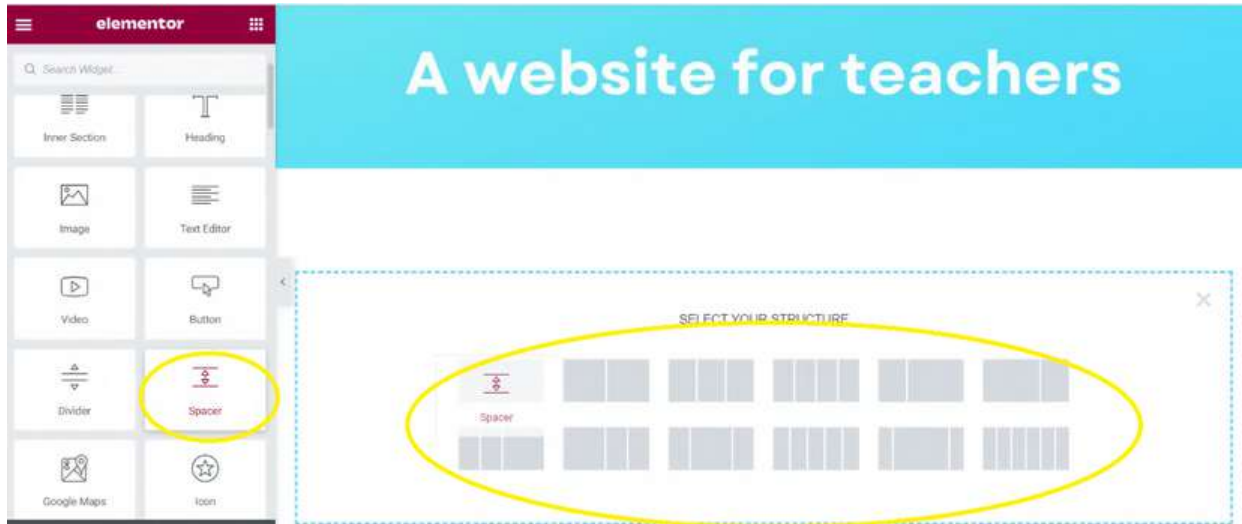 elementor
Search Widget...
Inner Section
Heading
Image
Text Editor
Video
Button
Divider
Spacer
Google Maps
Icon
A website for teachers
SELECT YOUR STRUCTURE
Spacer